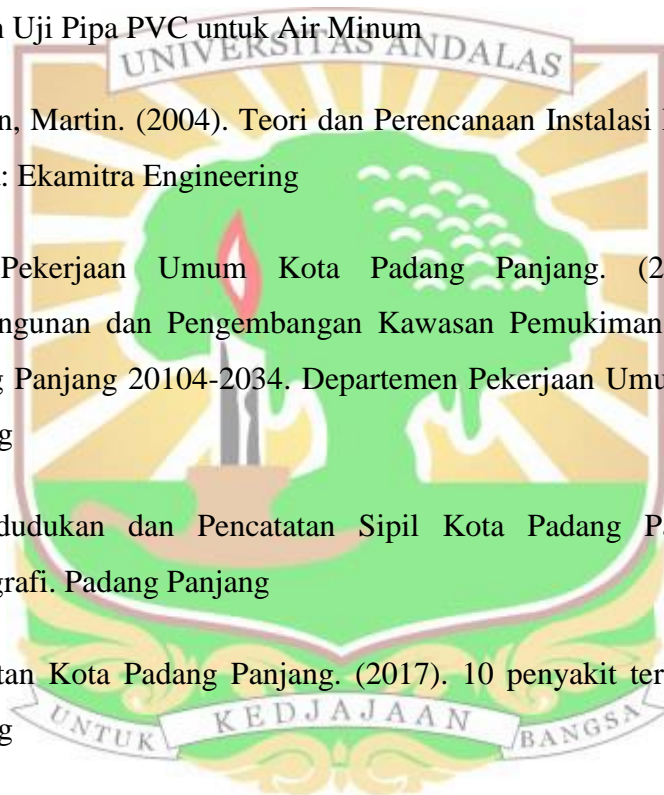 Uji Pipa PVC untuk Air Minum
UNIVERSITAS ANDALAS
n, Martin. (2004). Teori dan Perencanaan Instalasi
: Ekamitra Engineering
Pekerjaan Umum Kota Padang Panjang. (2
ngunan dan Pengembangan Kawasan Pemukiman
g Panjang 20104-2034. Departemen Pekerjaan Umu
g
dudukan dan Pencatatan Sipil Kota Padang Pa
grafi. Padang Panjang
tan Kota Padang Panjang. (2017). 10 penyakit ter
g
UNTUK KEDJAJAAN BANGSA